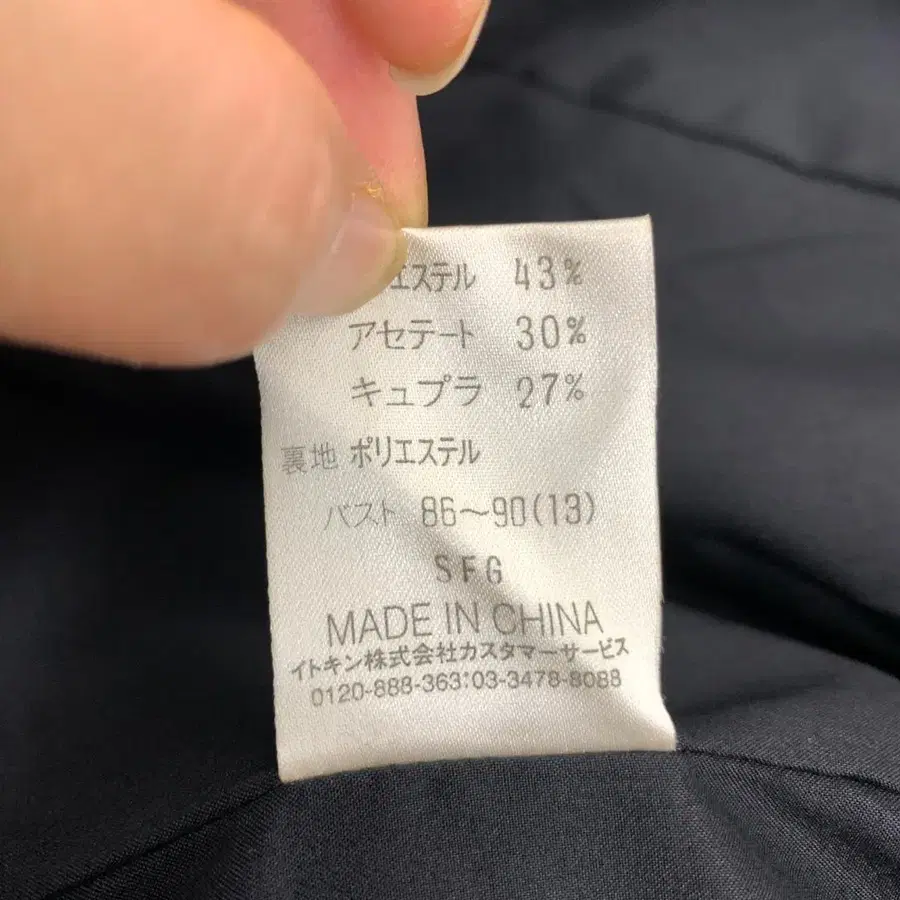 エステル 43%
アセテート 30%
キュプラ 27%
裏地 ポリエステル
バスト 86〜90(13)
SFG
MADE IN CHINA
イトキン株式会社カスタマーサービス
0120-888-363:03-3478-8088